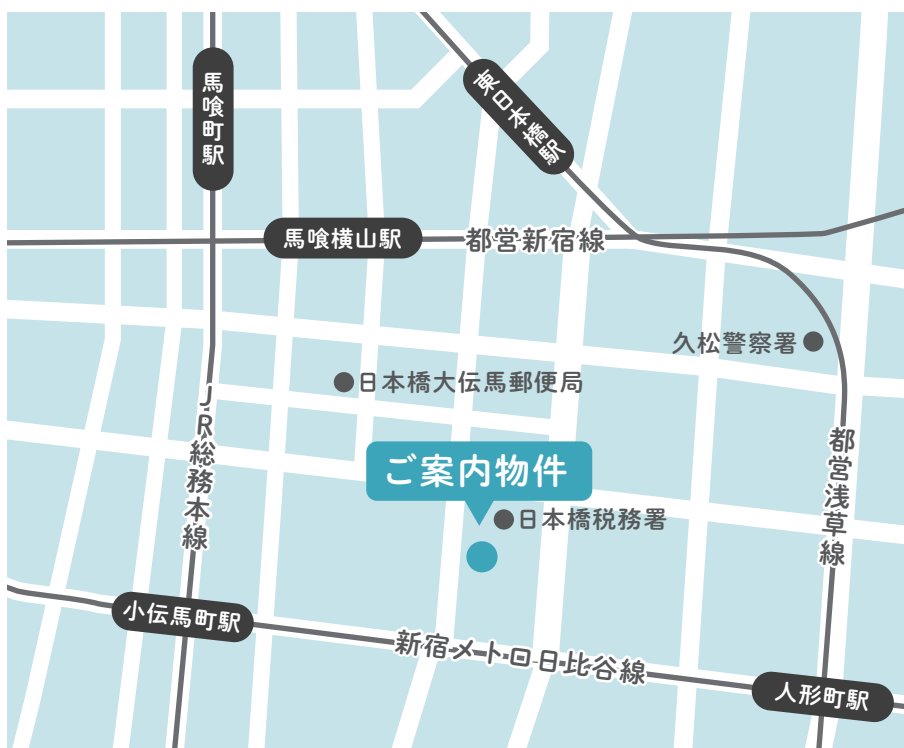 馬喰町駅
東日本橋駅
馬喰横山駅
都営新宿線
久松警察署
日本橋大伝馬郵便局
JR総務本線
都営浅草線
ご案内物件
日本橋税務署
小伝馬町駅
新宿メトロ日比谷線
人形町駅